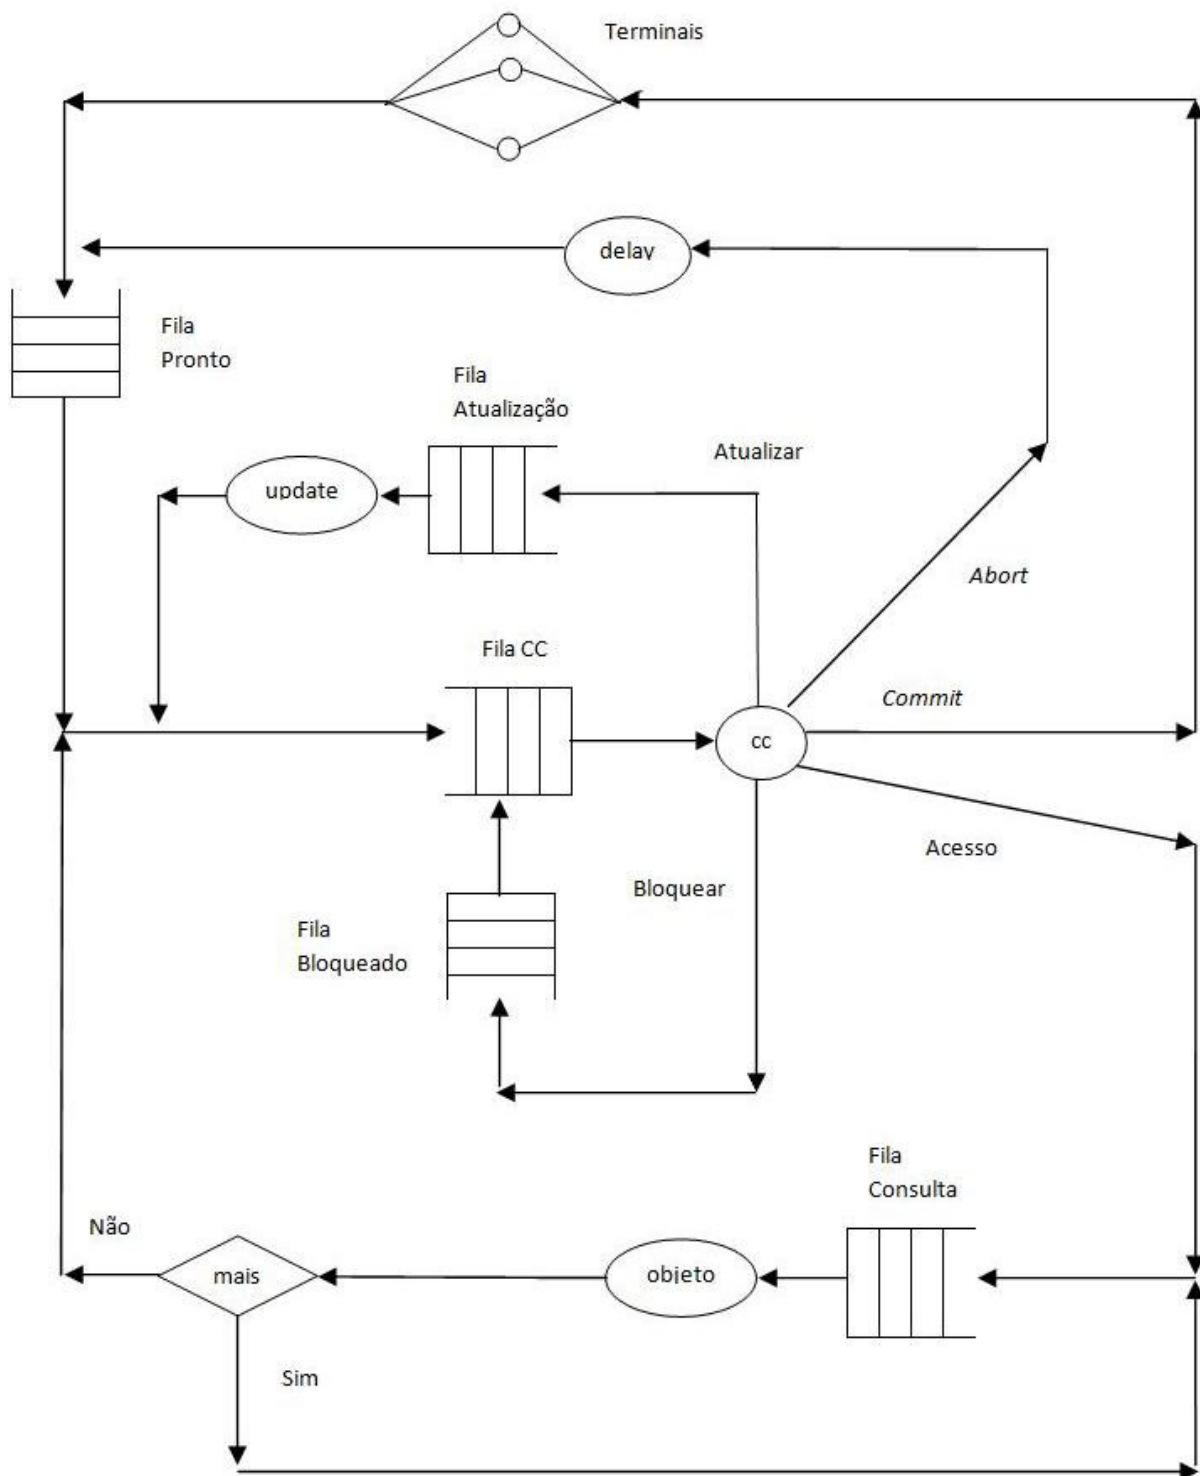 Terminais
delay
Fila
Pronto
Fila
Atualização
Atualizar
update
Abort
Fila CC
Commit
cc
Acesso
Bloquear
Fila
Bloqueado
Fila
Consulta
Não
mais
objeto
Sim